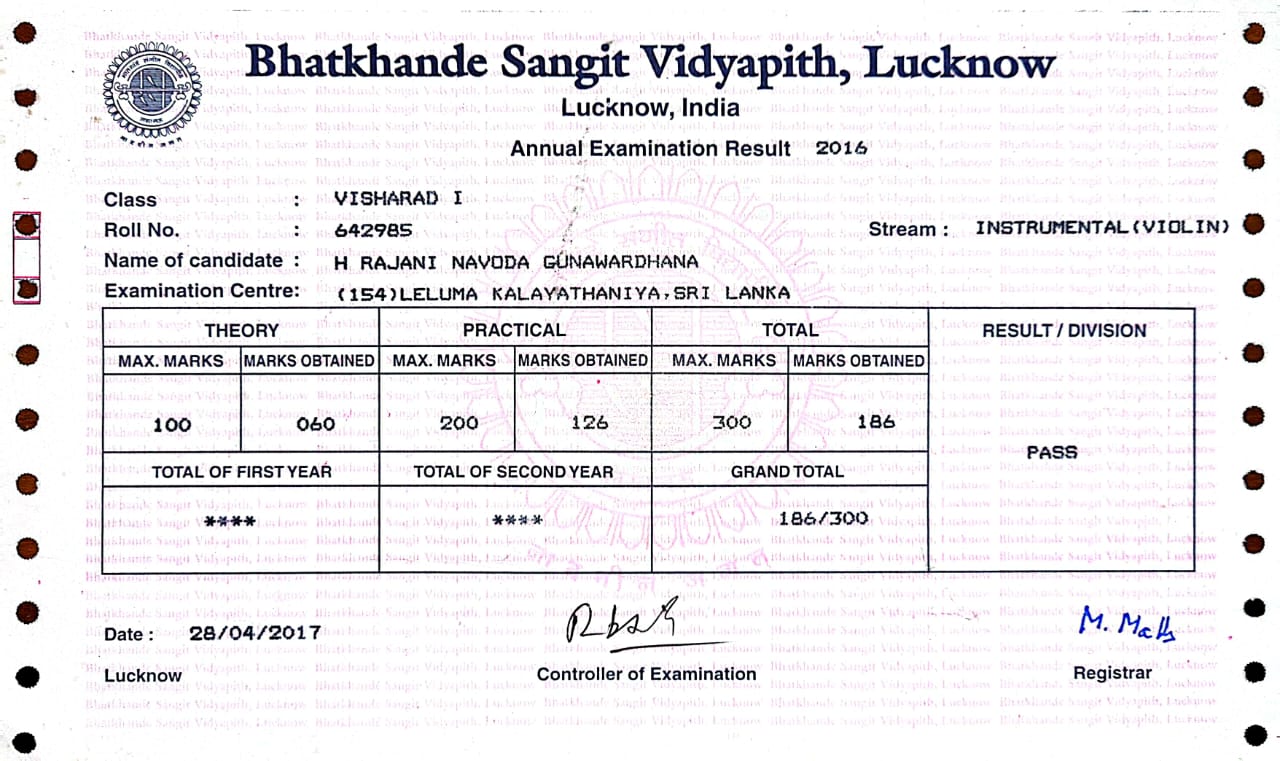 Bhatkhande Sangit Vidyapith, Lucknow
Lucknow, India
Annual Examination Result 2016
Class : VISHARAD I
Roll No. : 642985 Stream : INSTRUMENTAL(VIOLIN)
Name of candidate : H RAJANI NAVODA GUNAWARDHANA
Examination Centre: (154)LELUMA KALAYATHANIYA,SRI LANKA
THEORY PRACTICAL TOTAL RESULT / DIVISION
MAX. MARKS MARKS OBTAINED MAX. MARKS MARKS OBTAINED MAX. MARKS MARKS OBTAINED
100 060 200 126 300 186
PASS
TOTAL OF FIRST YEAR TOTAL OF SECOND YEAR GRAND TOTAL
**** **** 186/300
Date : 28/04/2017
M. Math
Lucknow Controller of Examination Registrar